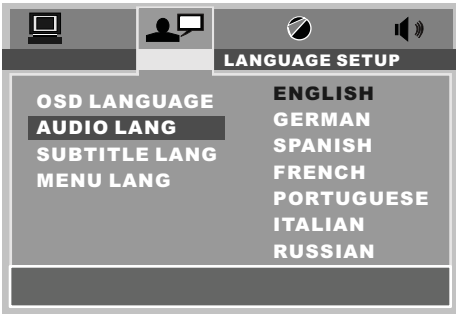 LANGUAGE SETUP
OSD LANGUAGE
AUDIO LANG
SUBTITLE LANG
MENU LANG
ENGLISH
GERMAN
SPANISH
FRENCH
PORTUGUESE
ITALIAN
RUSSIAN